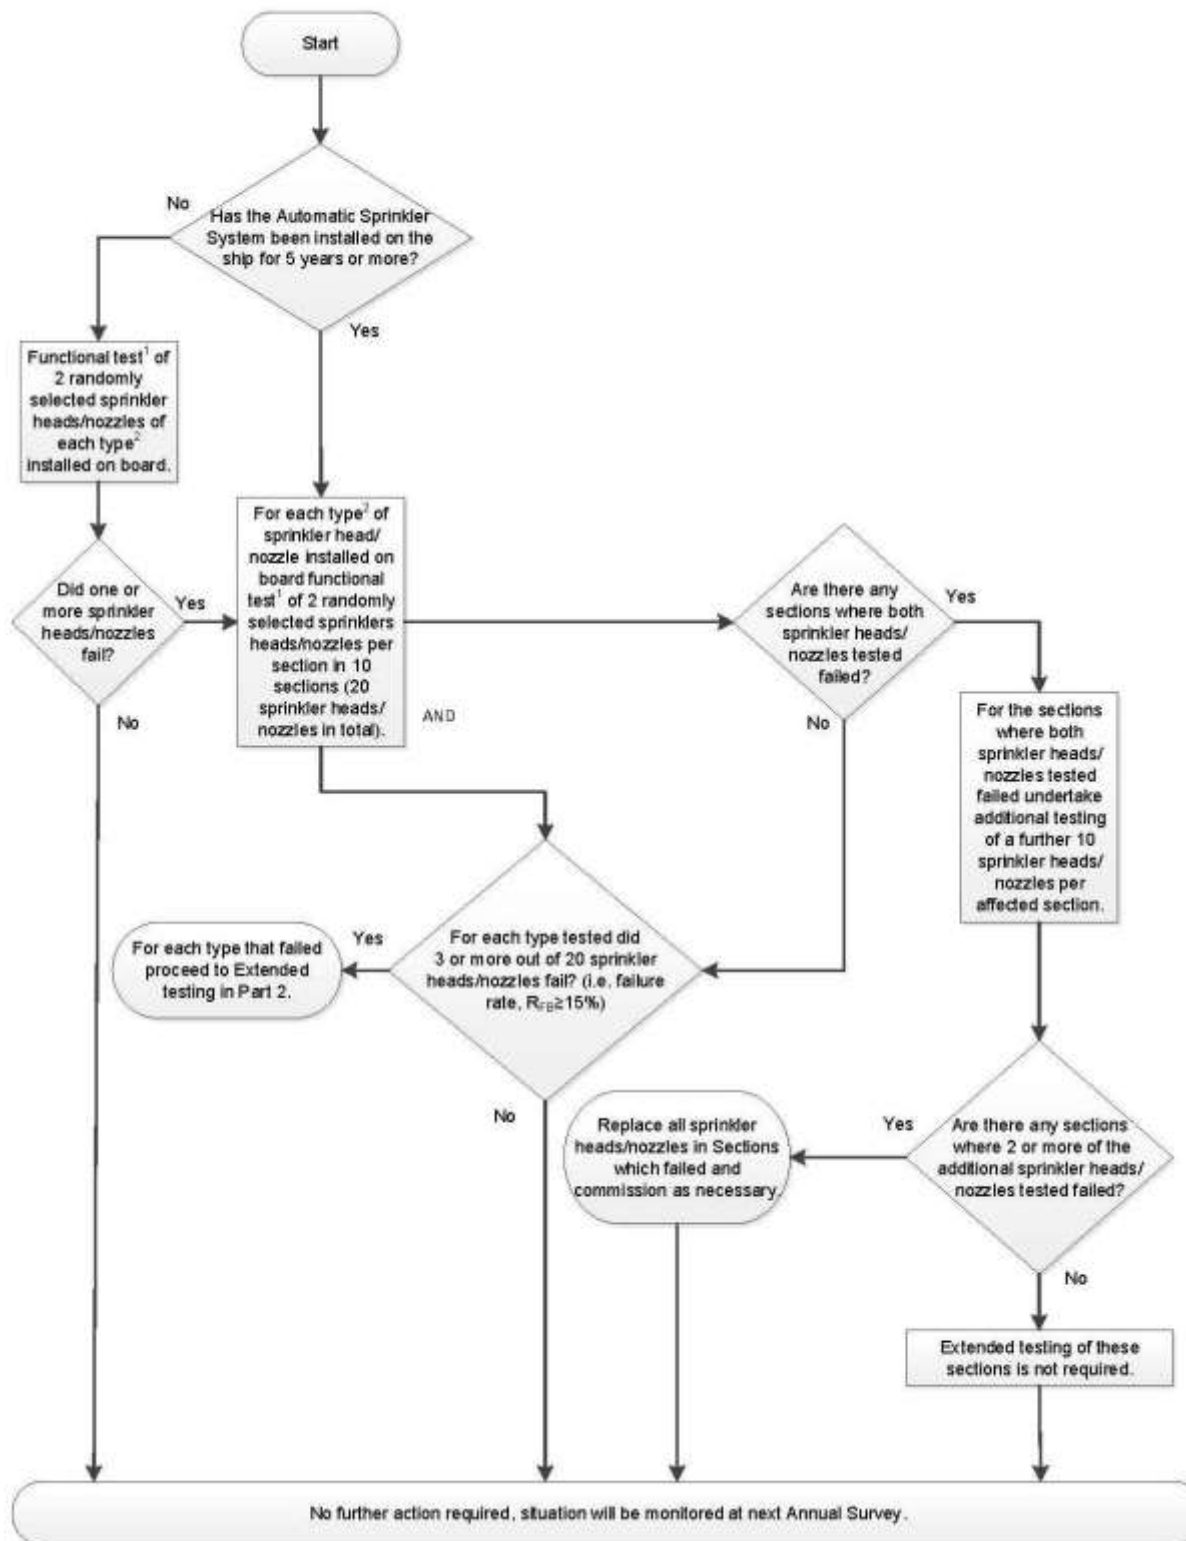 Start
No
Has the Automatic Sprinkler
System been installed on the
ship for 5 years or more?
Yes
Functional test¹ of
2 randomly
selected sprinkler
heads/nozzles of
each type²
installed on board.
Did one or
more sprinkler
heads/nozzles
fail?
Yes
No
For each type² of
sprinkler head/
nozzle installed on
board functional
test¹ of 2 randomly
selected sprinklers
heads/nozzles per
section in 10
sections (20
sprinkler heads/
nozzles in total).
AND
Are there any
sections where both
sprinkler heads/
nozzles tested
failed?
Yes
No
For the sections
where both
sprinkler heads/
nozzles tested
failed undertake
additional testing
of a further 10
sprinkler heads/
nozzles per
affected section.
For each type tested did
3 or more out of 20 sprinkler
heads/nozzles fail? (i.e. failure
rate, R_FB≥15%)
Yes
For each type that failed
proceed to Extended
testing in Part 2.
No
Are there any sections
where 2 or more of the
additional sprinkler heads/
nozzles tested failed?
Yes
Replace all sprinkler
heads/nozzles in Sections
which failed and
commission as necessary.
No
Extended testing of these
sections is not required.
No further action required, situation will be monitored at next Annual Survey.